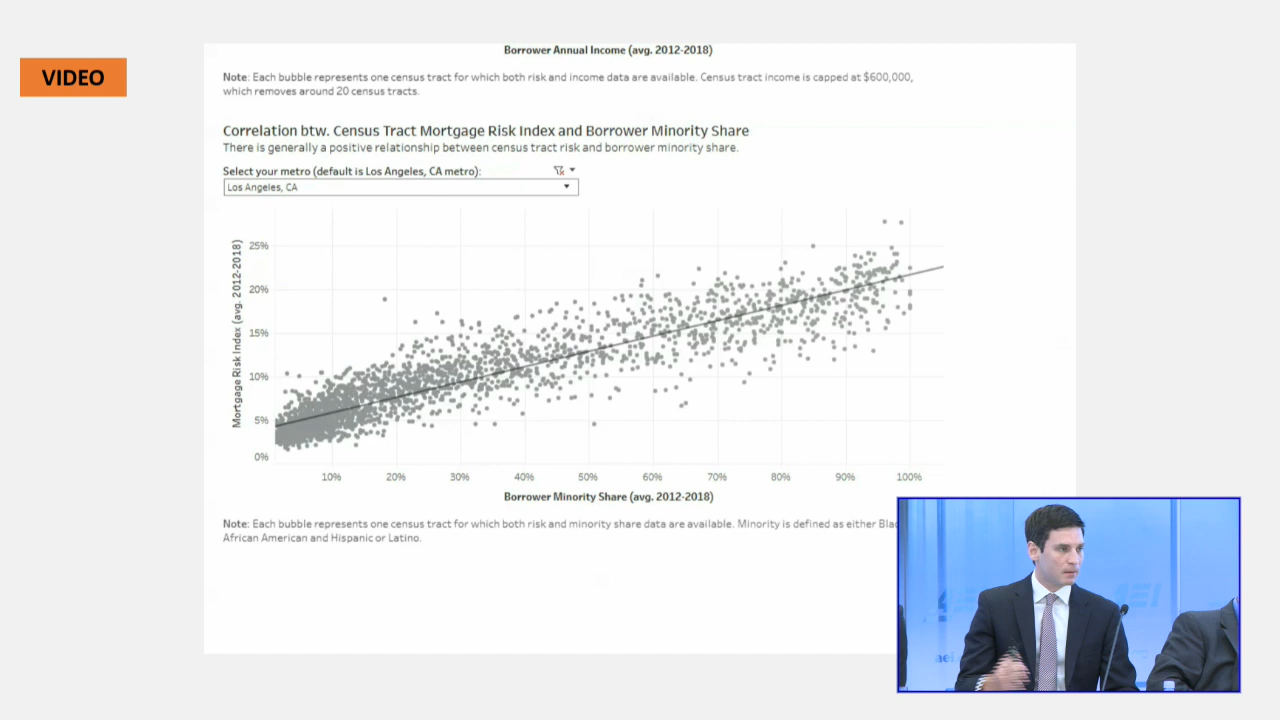 VIDEO
Borrower Annual Income (avg. 2012-2018)
Note: Each bubble represents one census tract for which both risk and income data are available. Census tract income is capped at $600,000,
which removes around 20 census tracts.
Correlation btw. Census Tract Mortgage Risk Index and Borrower Minority Share
There is generally a positive relationship between census tract risk and borrower minority share.
Select your metro (default is Los Angeles, CA metro):
Los Angeles, CA
Mortgage Risk Index (avg. 2012-2018)
25%
20%
15%
10%
5%
0%
10% 20% 30% 40% 50% 60% 70% 80% 90% 100%
Borrower Minority Share (avg. 2012-2018)
Note: Each bubble represents one census tract for which both risk and minority share data are available. Minority is defined as either
African American and Hispanic or Latino.
AEI